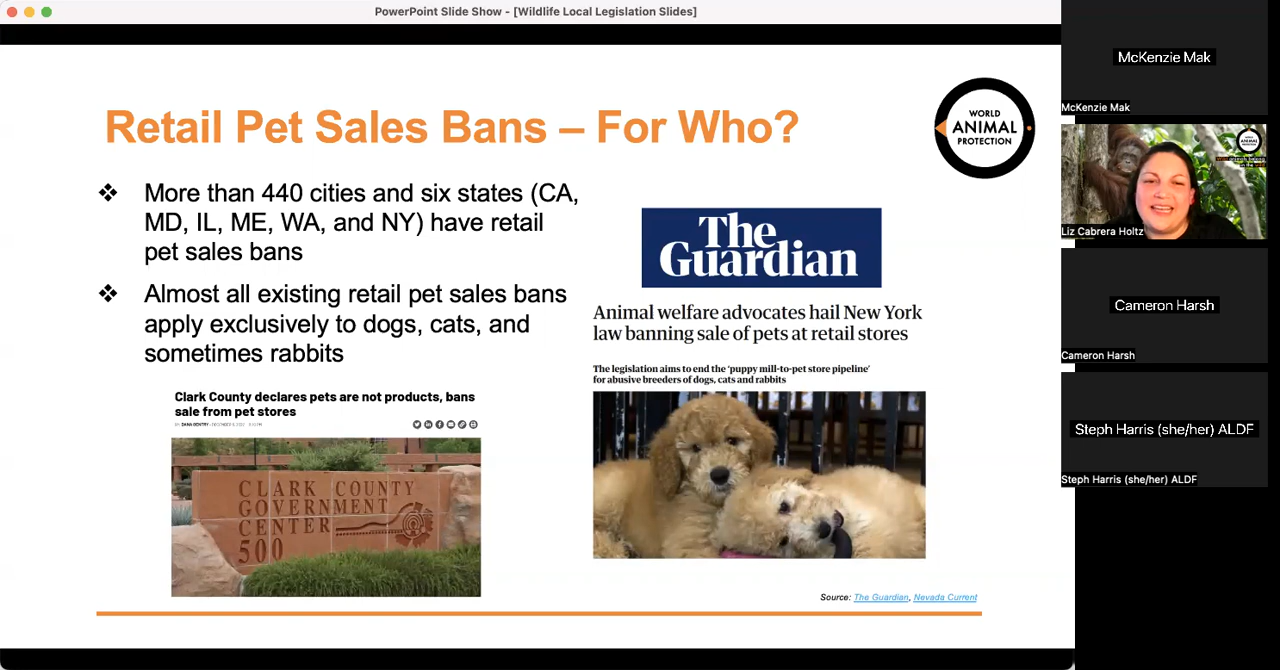 PowerPoint Slide Show - [Wildlife Local Legislation Slides]
Retail Pet Sales Bans – For Who?
WORLD
ANIMAL
PROTECTION
❖ More than 440 cities and six states (CA,
MD, IL, ME, WA, and NY) have retail
pet sales bans
❖ Almost all existing retail pet sales bans
apply exclusively to dogs, cats, and
sometimes rabbits
Clark County declares pets are not products, bans
sale from pet stores
CLARK COUNTY
GOVERNMENT
CENTER
500
The
Guardian
Animal welfare advocates hail New York
law banning sale of pets at retail stores
The legislation aims to end the ‘puppy mill-to-pet store pipeline’
for abusive breeders of dogs, cats and rabbits
Source: The Guardian, Nevada Current
McKenzie Mak
McKenzie Mak
WORLD
ANIMAL
PROTECTION
Liz Cabrera Holtz
Cameron Harsh
Cameron Harsh
Steph Harris (she/her) ALDF
Steph Harris (she/her) ALDF